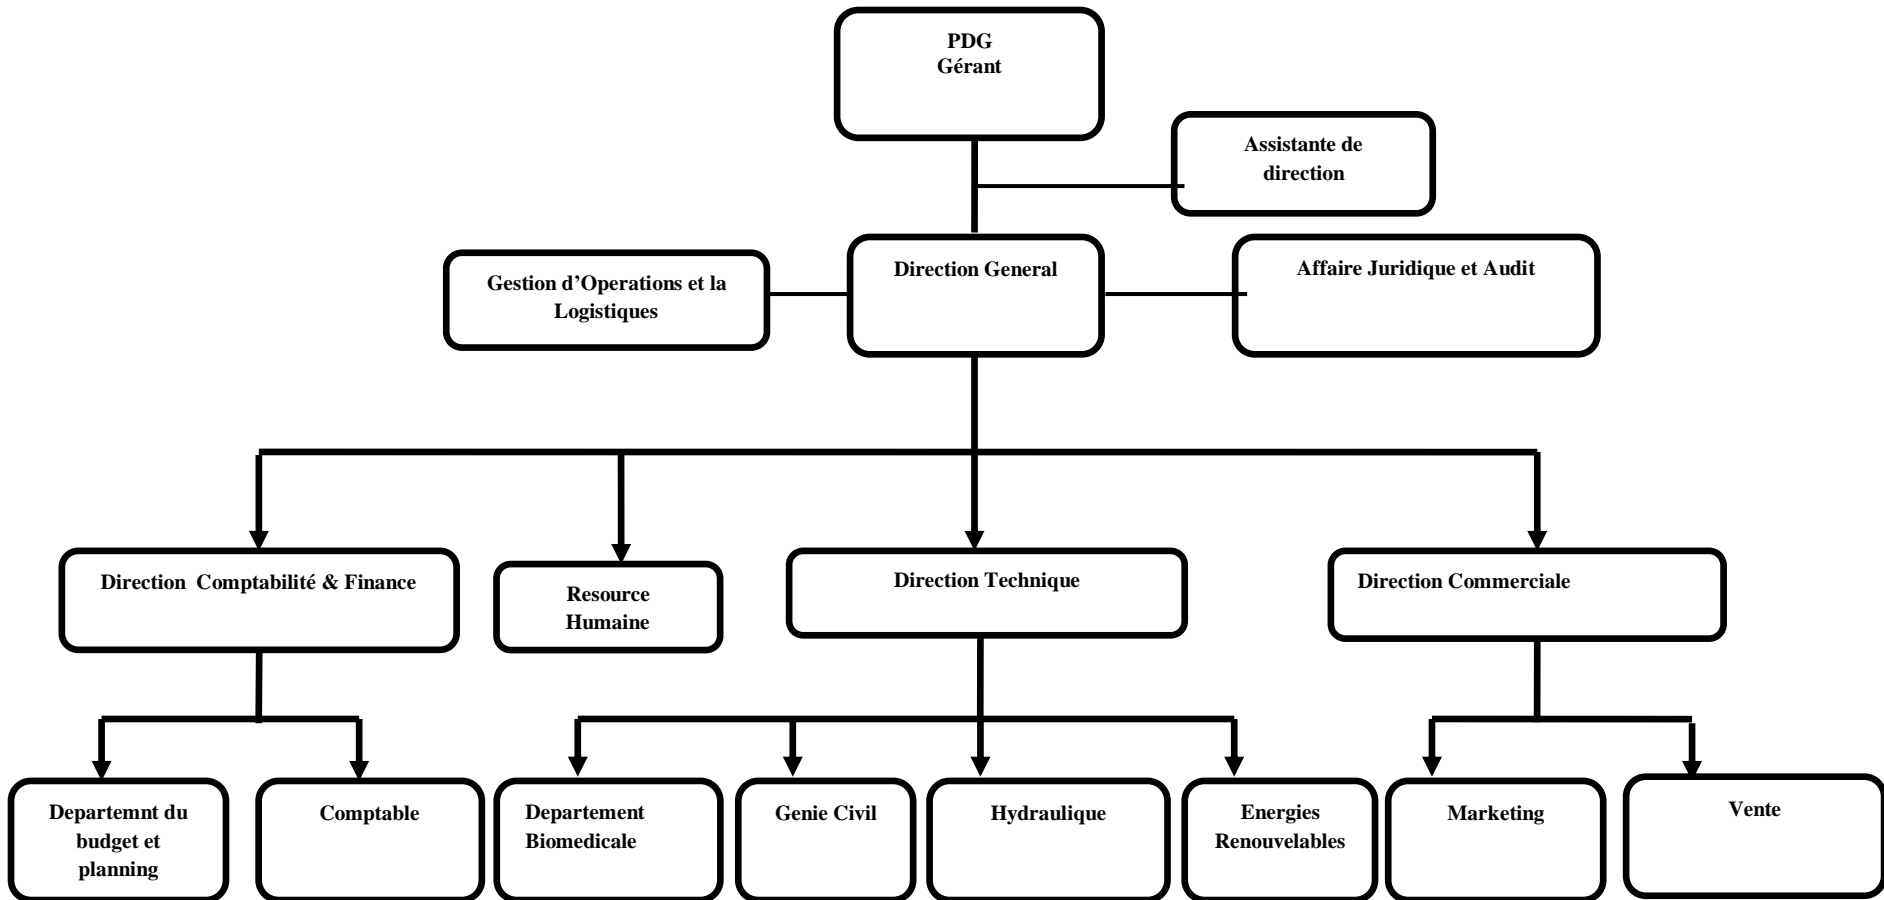 PDG
Gérant
Assistante de
direction
Gestion d’Operations et la
Logistiques
Direction General
Affaire Juridique et Audit
Direction  Comptabilité & Finance
Resource
Humaine
Direction Technique
Direction Commerciale
Departemnt du
budget et
planning
Comptable
Departement
Biomedicale
Genie Civil
Hydraulique
Energies
Renouvelables
Marketing
Vente